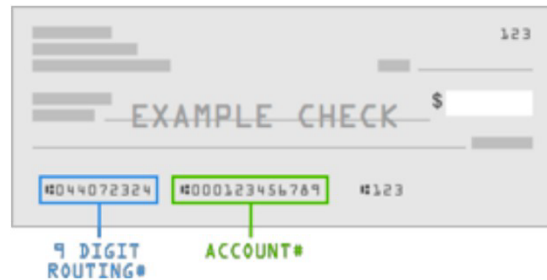 123
$
EXAMPLE CHECK
⑆044072324 ⑆000123456789 ⑆123
9 DIGIT ACCOUNT#
ROUTING#